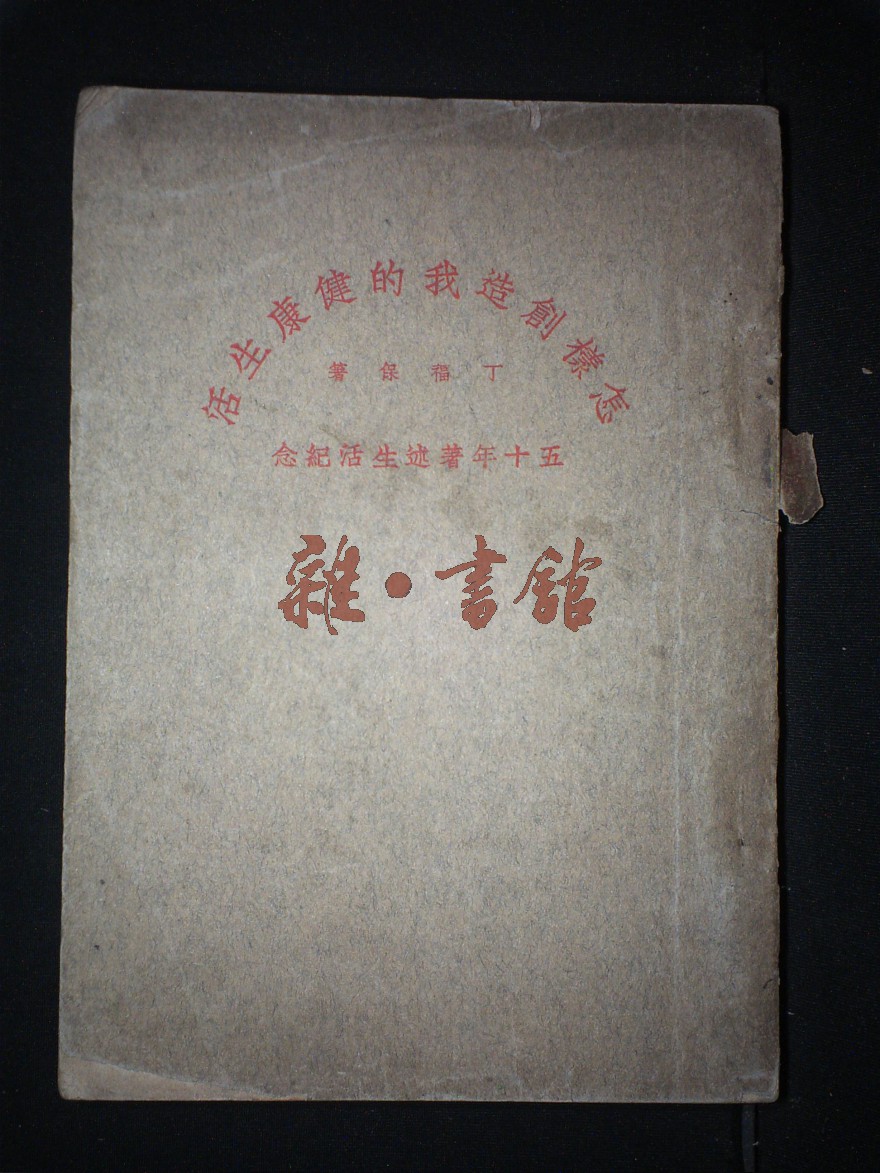 怎樣創造我的健康生活
丁福保著
五十年著述生活紀念
雜·書館